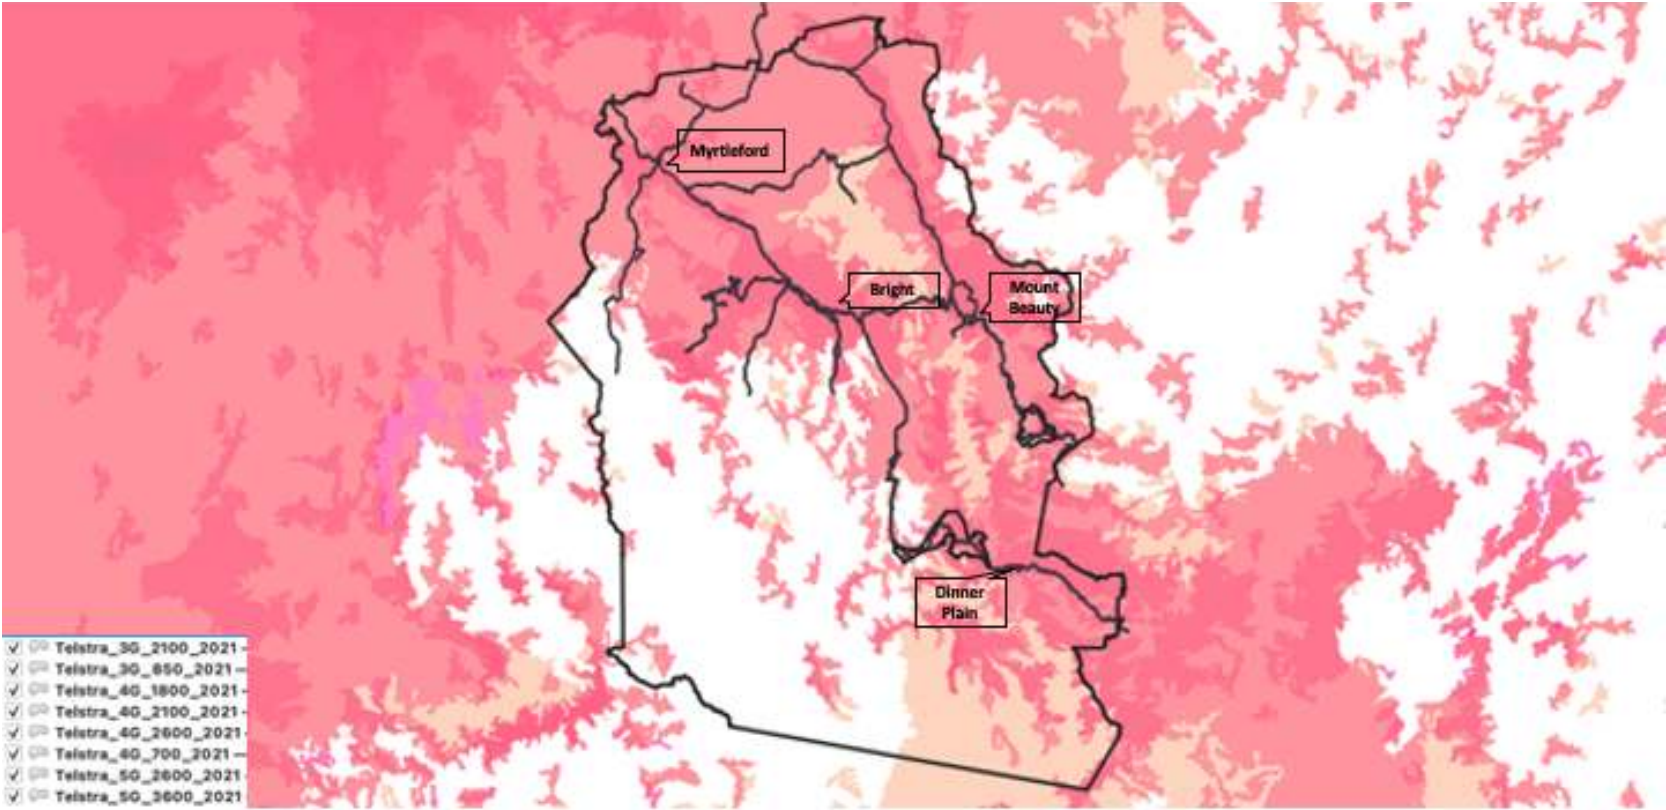 Myrtleford
Bright
Mount
Beauty
Dinner
Plain
Telstra_3G_2100_2021
Telstra_3G_850_2021
Telstra_4G_1800_2021
Telstra_4G_2100_2021
Telstra_4G_2600_2021
Telstra_4G_700_2021
Telstra_5G_2600_2021
Telstra_5G_3600_2021